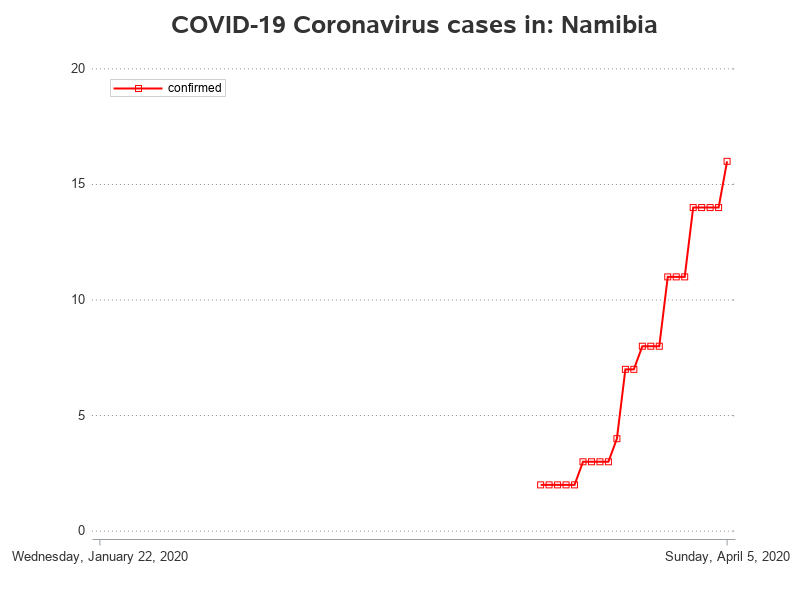 COVID-19 Coronavirus cases in: Namibia
20
confirmed
15
10
5
0
Wednesday, January 22, 2020 Sunday, April 5, 2020